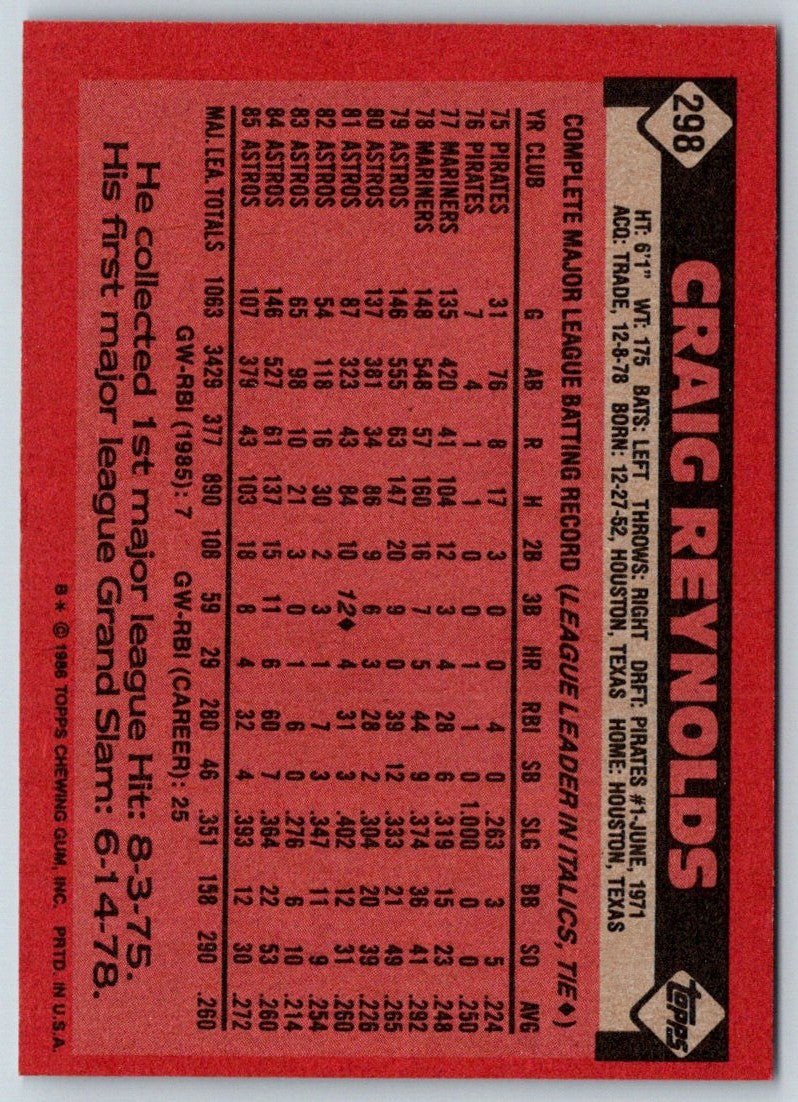 298
CRAIG REYNOLDS
topps
HT: 6'1" WT: 175 BATS: LEFT THROWS: RIGHT DRFT: PIRATES #1-JUNE, 1971
ACQ: TRADE, 12-8-78 BORN: 12-27-52, HOUSTON, TEXAS HOME: HOUSTON, TEXAS
COMPLETE MAJOR LEAGUE BATTING RECORD (LEAGUE LEADER IN ITALICS, TIE♦)
YR CLUB G AB R H 2B 3B HR RBI SB SLG BB SO AVG
75 PIRATES 31 76 8 17 3 0 0 4 0 .263 3 5 .224
76 PIRATES 7 4 1 1 0 0 1 1 0 1.000 0 0 .250
77 MARINERS 135 420 41 104 12 3 4 28 6 .319 15 23 .248
78 MARINERS 148 548 57 160 16 7 5 44 9 .374 36 41 .292
79 ASTROS 146 555 63 147 20 9 0 39 12 .333 21 49 .265
80 ASTROS 137 381 34 86 9 6 3 28 2 .304 20 39 .226
81 ASTROS 87 323 43 84 10 12♦ 4 31 3 .402 12 31 .260
82 ASTROS 54 118 16 30 2 3 1 7 3 .347 11 9 .254
83 ASTROS 65 98 10 21 3 0 1 6 0 .276 6 10 .214
84 ASTROS 146 527 61 137 15 11 6 60 7 .364 22 53 .260
85 ASTROS 107 379 43 103 18 8 4 32 4 .393 12 30 .272
MAJ. LEA. TOTALS 1063 3429 377 890 108 59 29 280 46 .351 158 290 .260
GW-RBI (1985): 7 GW-RBI (CAREER): 25
He collected 1st major league Hit: 8-3-75.
His first major league Grand Slam: 6-14-78.
B* © 1986 TOPPS CHEWING GUM, INC. PRTD. IN U.S.A.